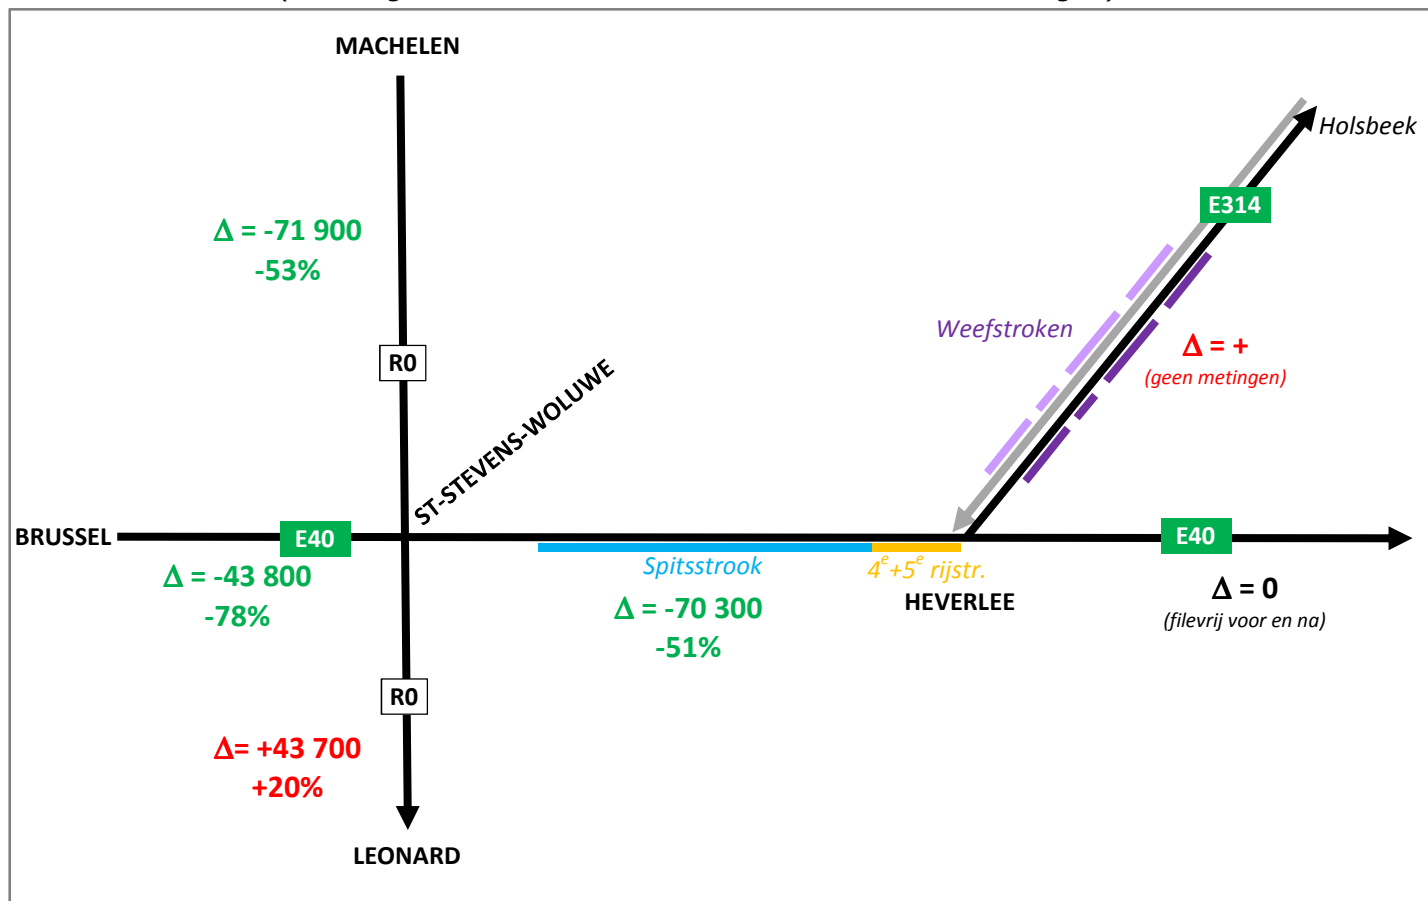 MACHELEN
Holsbeek
E314
Δ = -71 900
-53%
Weefstroken
Δ = +
(geen metingen)
R0
ST-STEVENS-WOLUWE
BRUSSEL
E40
E40
Spitsstrook
4e+5e rijstr.
Δ = -43 800
-78%
Δ = -70 300
-51%
HEVERLEE
Δ = 0
(filevrij voor en na)
R0
Δ= +43 700
+20%
LEONARD